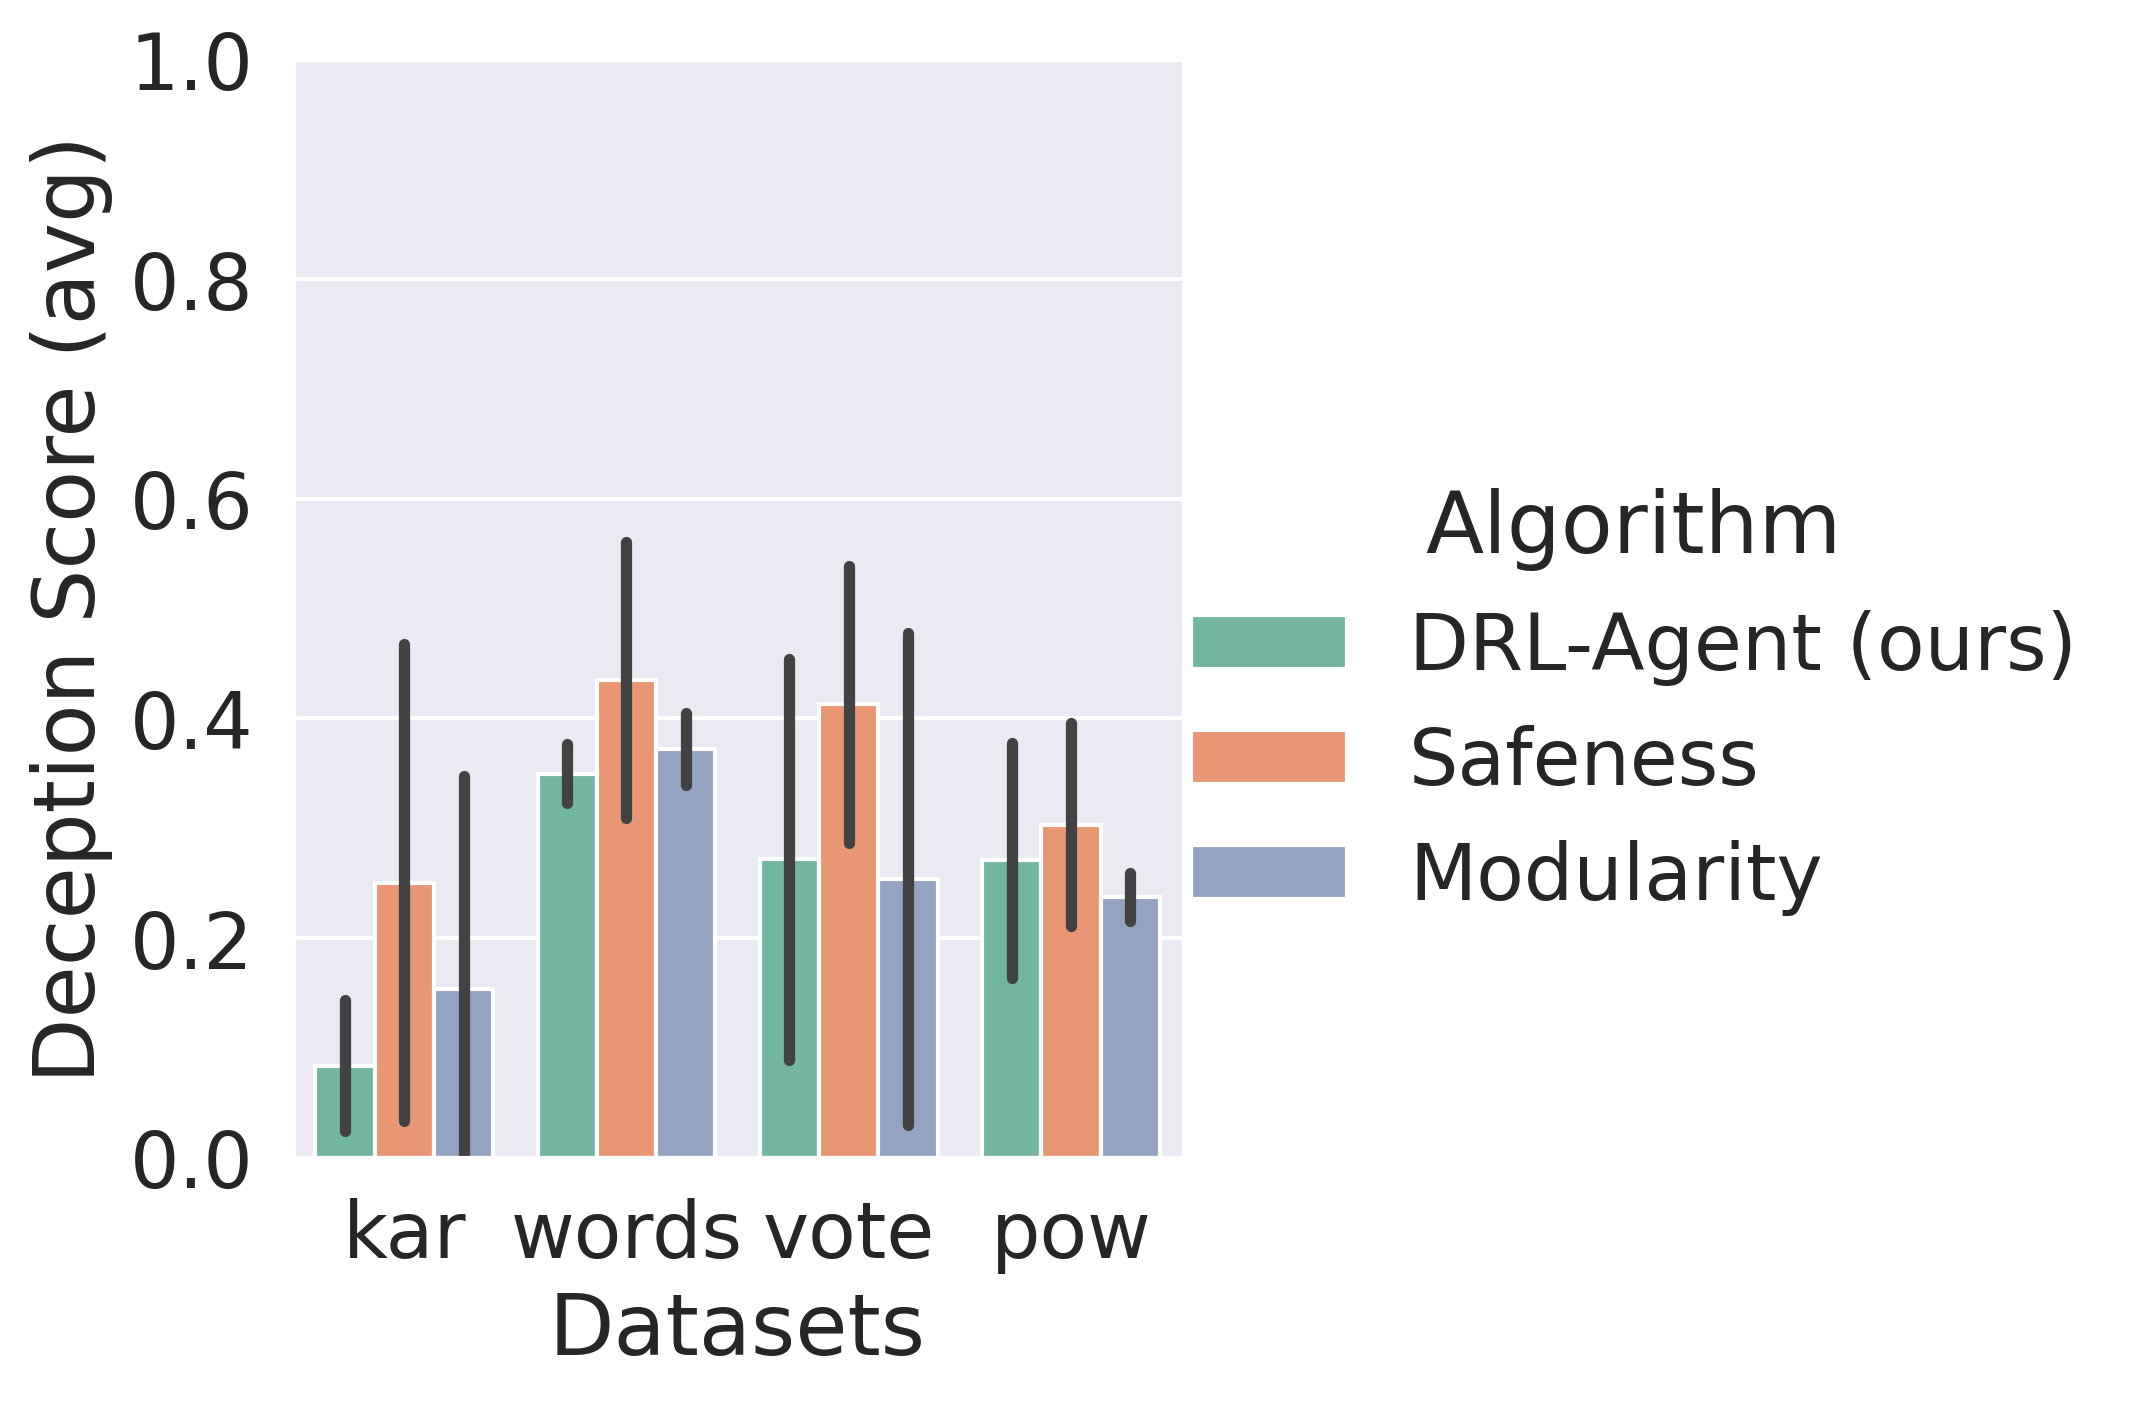 1.0
0.8
0.6
0.4
0.2
0.0
Deception Score (avg)
kar words vote pow
Datasets
Algorithm
DRL-Agent (ours)
Safeness
Modularity